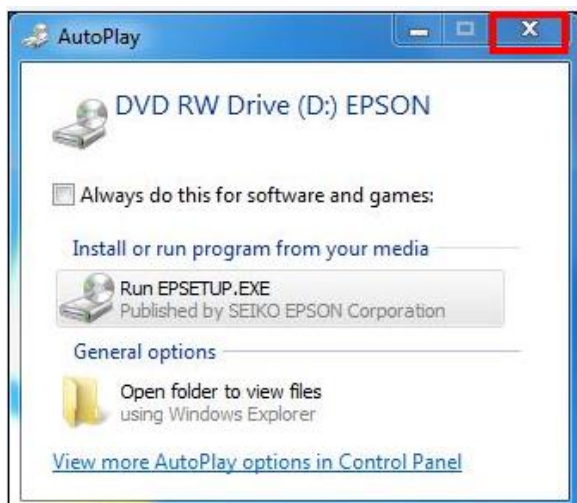 AutoPlay
DVD RW Drive (D:) EPSON
Always do this for software and games:
Install or run program from your media
Run EPSETUP.EXE
Published by SEIKO EPSON Corporation
General options
Open folder to view files
using Windows Explorer
View more AutoPlay options in Control Panel